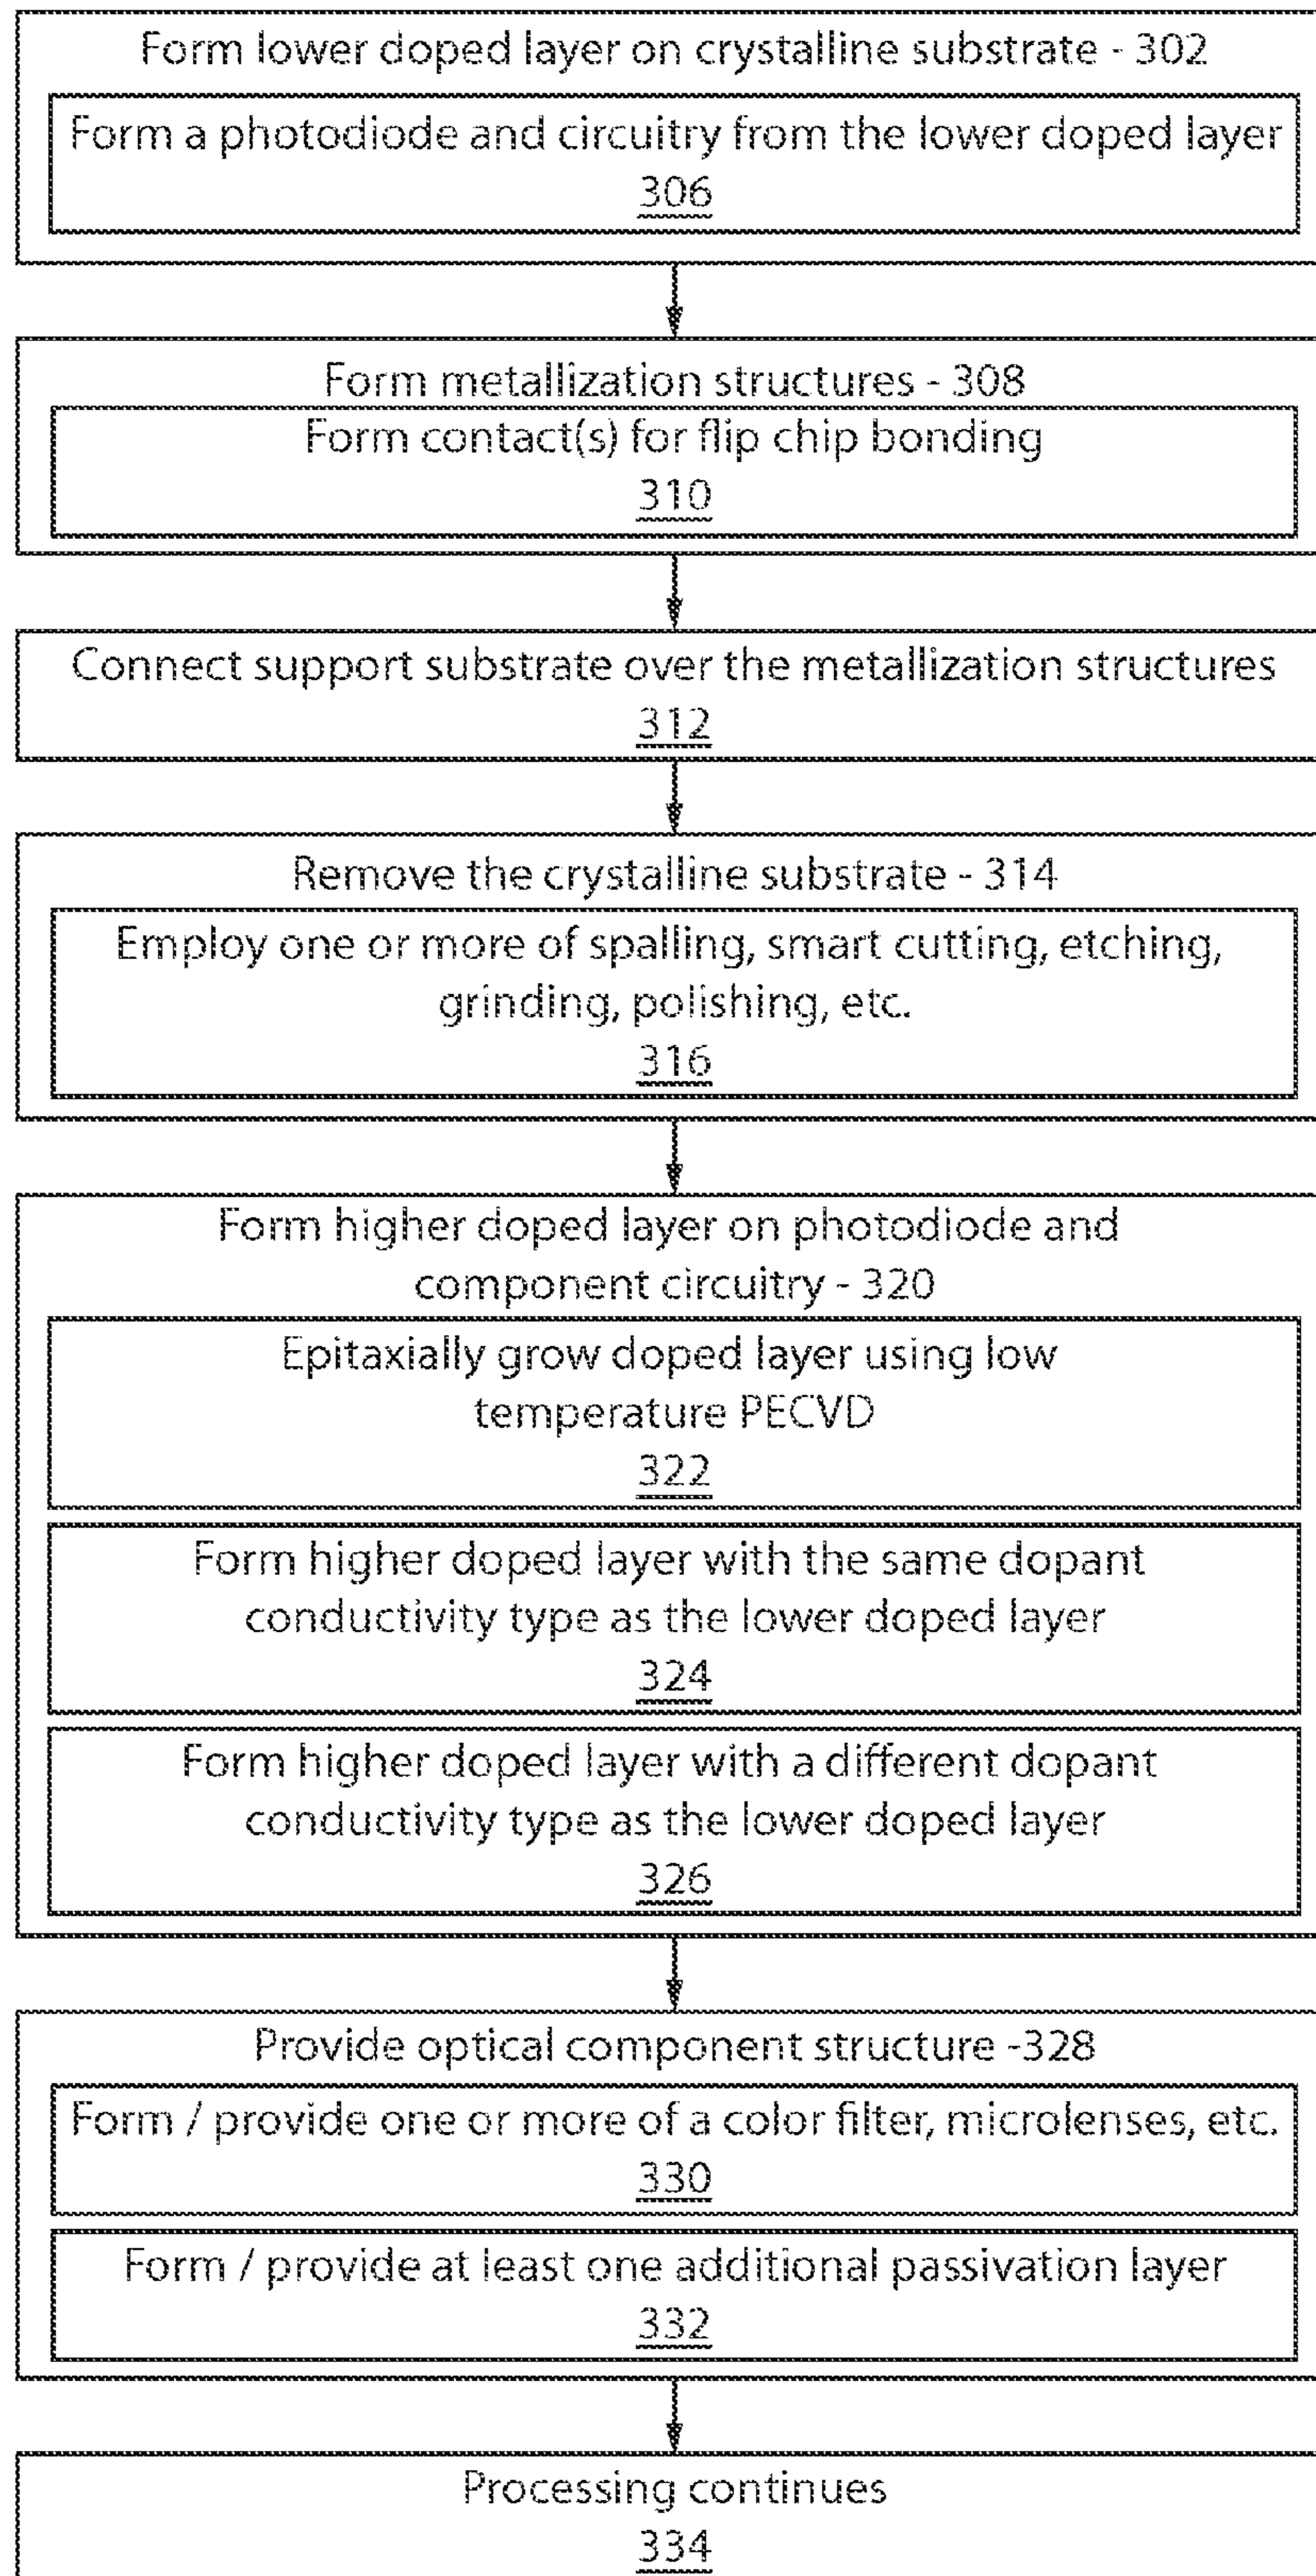 Form lower doped layer on crystalline substrate - 302
Form a photodiode and circuitry from the lower doped layer
306
Form metallization structures - 308
Form contact(s) for flip chip bonding
310
Connect support substrate over the metallization structures
312
Remove the crystalline substrate - 314
Employ one or more of spalling, smart cutting, etching,
grinding, polishing, etc.
316
Form higher doped layer on photodiode and
component circuitry - 320
Epitaxially grow doped layer using low
temperature PECVD
322
Form higher doped layer with the same dopant
conductivity type as the lower doped layer
324
Form higher doped layer with a different dopant
conductivity type as the lower doped layer
326
Provide optical component structure -328
Form / provide one or more of a color filter, microlenses, etc.
330
Form / provide at least one additional passivation layer
332
Processing continues
334